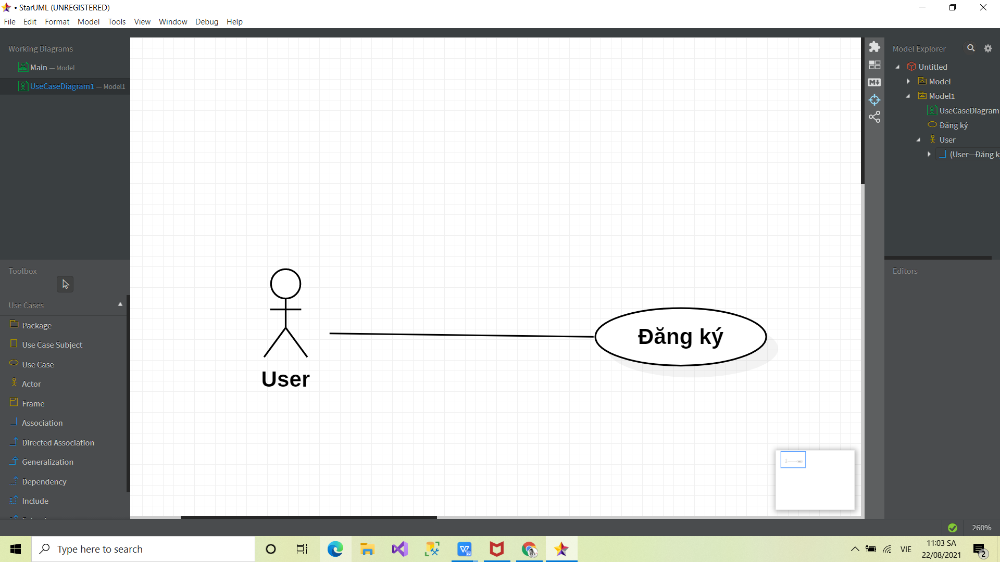 • StarUML (UNREGISTERED)
File Edit Format Model Tools View Window Debug Help
Working Diagrams
Main — Model
UseCaseDiagram1 — Model1
Toolbox
Use Cases
Package
Use Case Subject
Use Case
Actor
Frame
Association
Directed Association
Generalization
Dependency
Include
User
Đăng ký
M
Model Explorer
Untitled
Model
Model1
UseCaseDiagram
Đăng ký
User
(User—Đăng k
Editors
260%
Type here to search
VIE
11:03 SA
22/08/2021
2